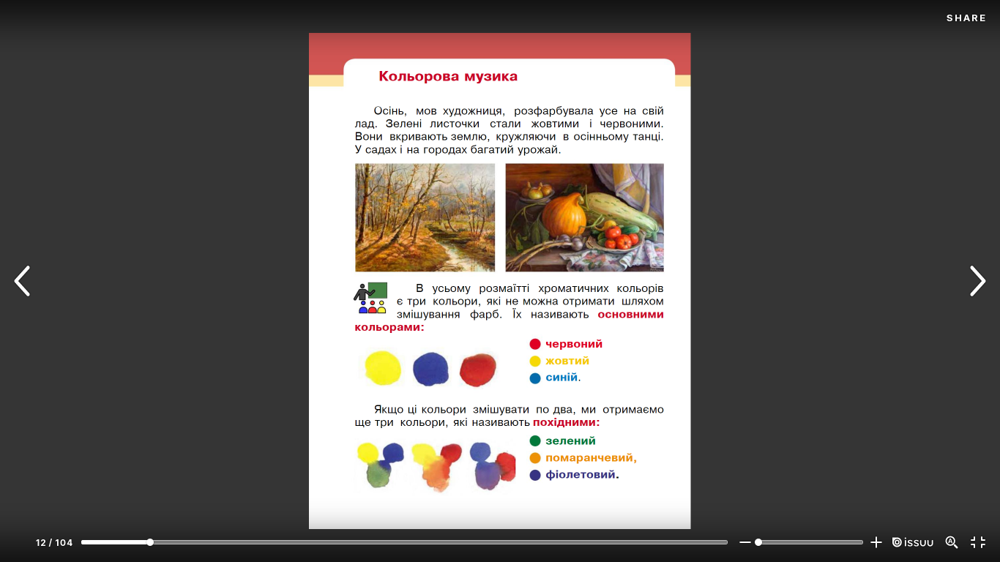 SHARE
Кольорова музика
Осінь, мов художниця, розфарбувала усе на свій
лад. Зелені листочки стали жовтими і червоними.
Вони вкривають землю, кружляючи в осінньому танці.
У садах і на городах багатий урожай.
В усьому розмаїтті хроматичних кольорів
є три кольори, які не можна отримати шляхом
змішування фарб. Їх називають основними
кольорами:
червоний
жовтий
синій.
Якщо ці кольори змішувати по два, ми отримаємо
ще три кольори, які називають похідними:
зелений
помаранчевий,
фіолетовий.
12 / 104
issuu